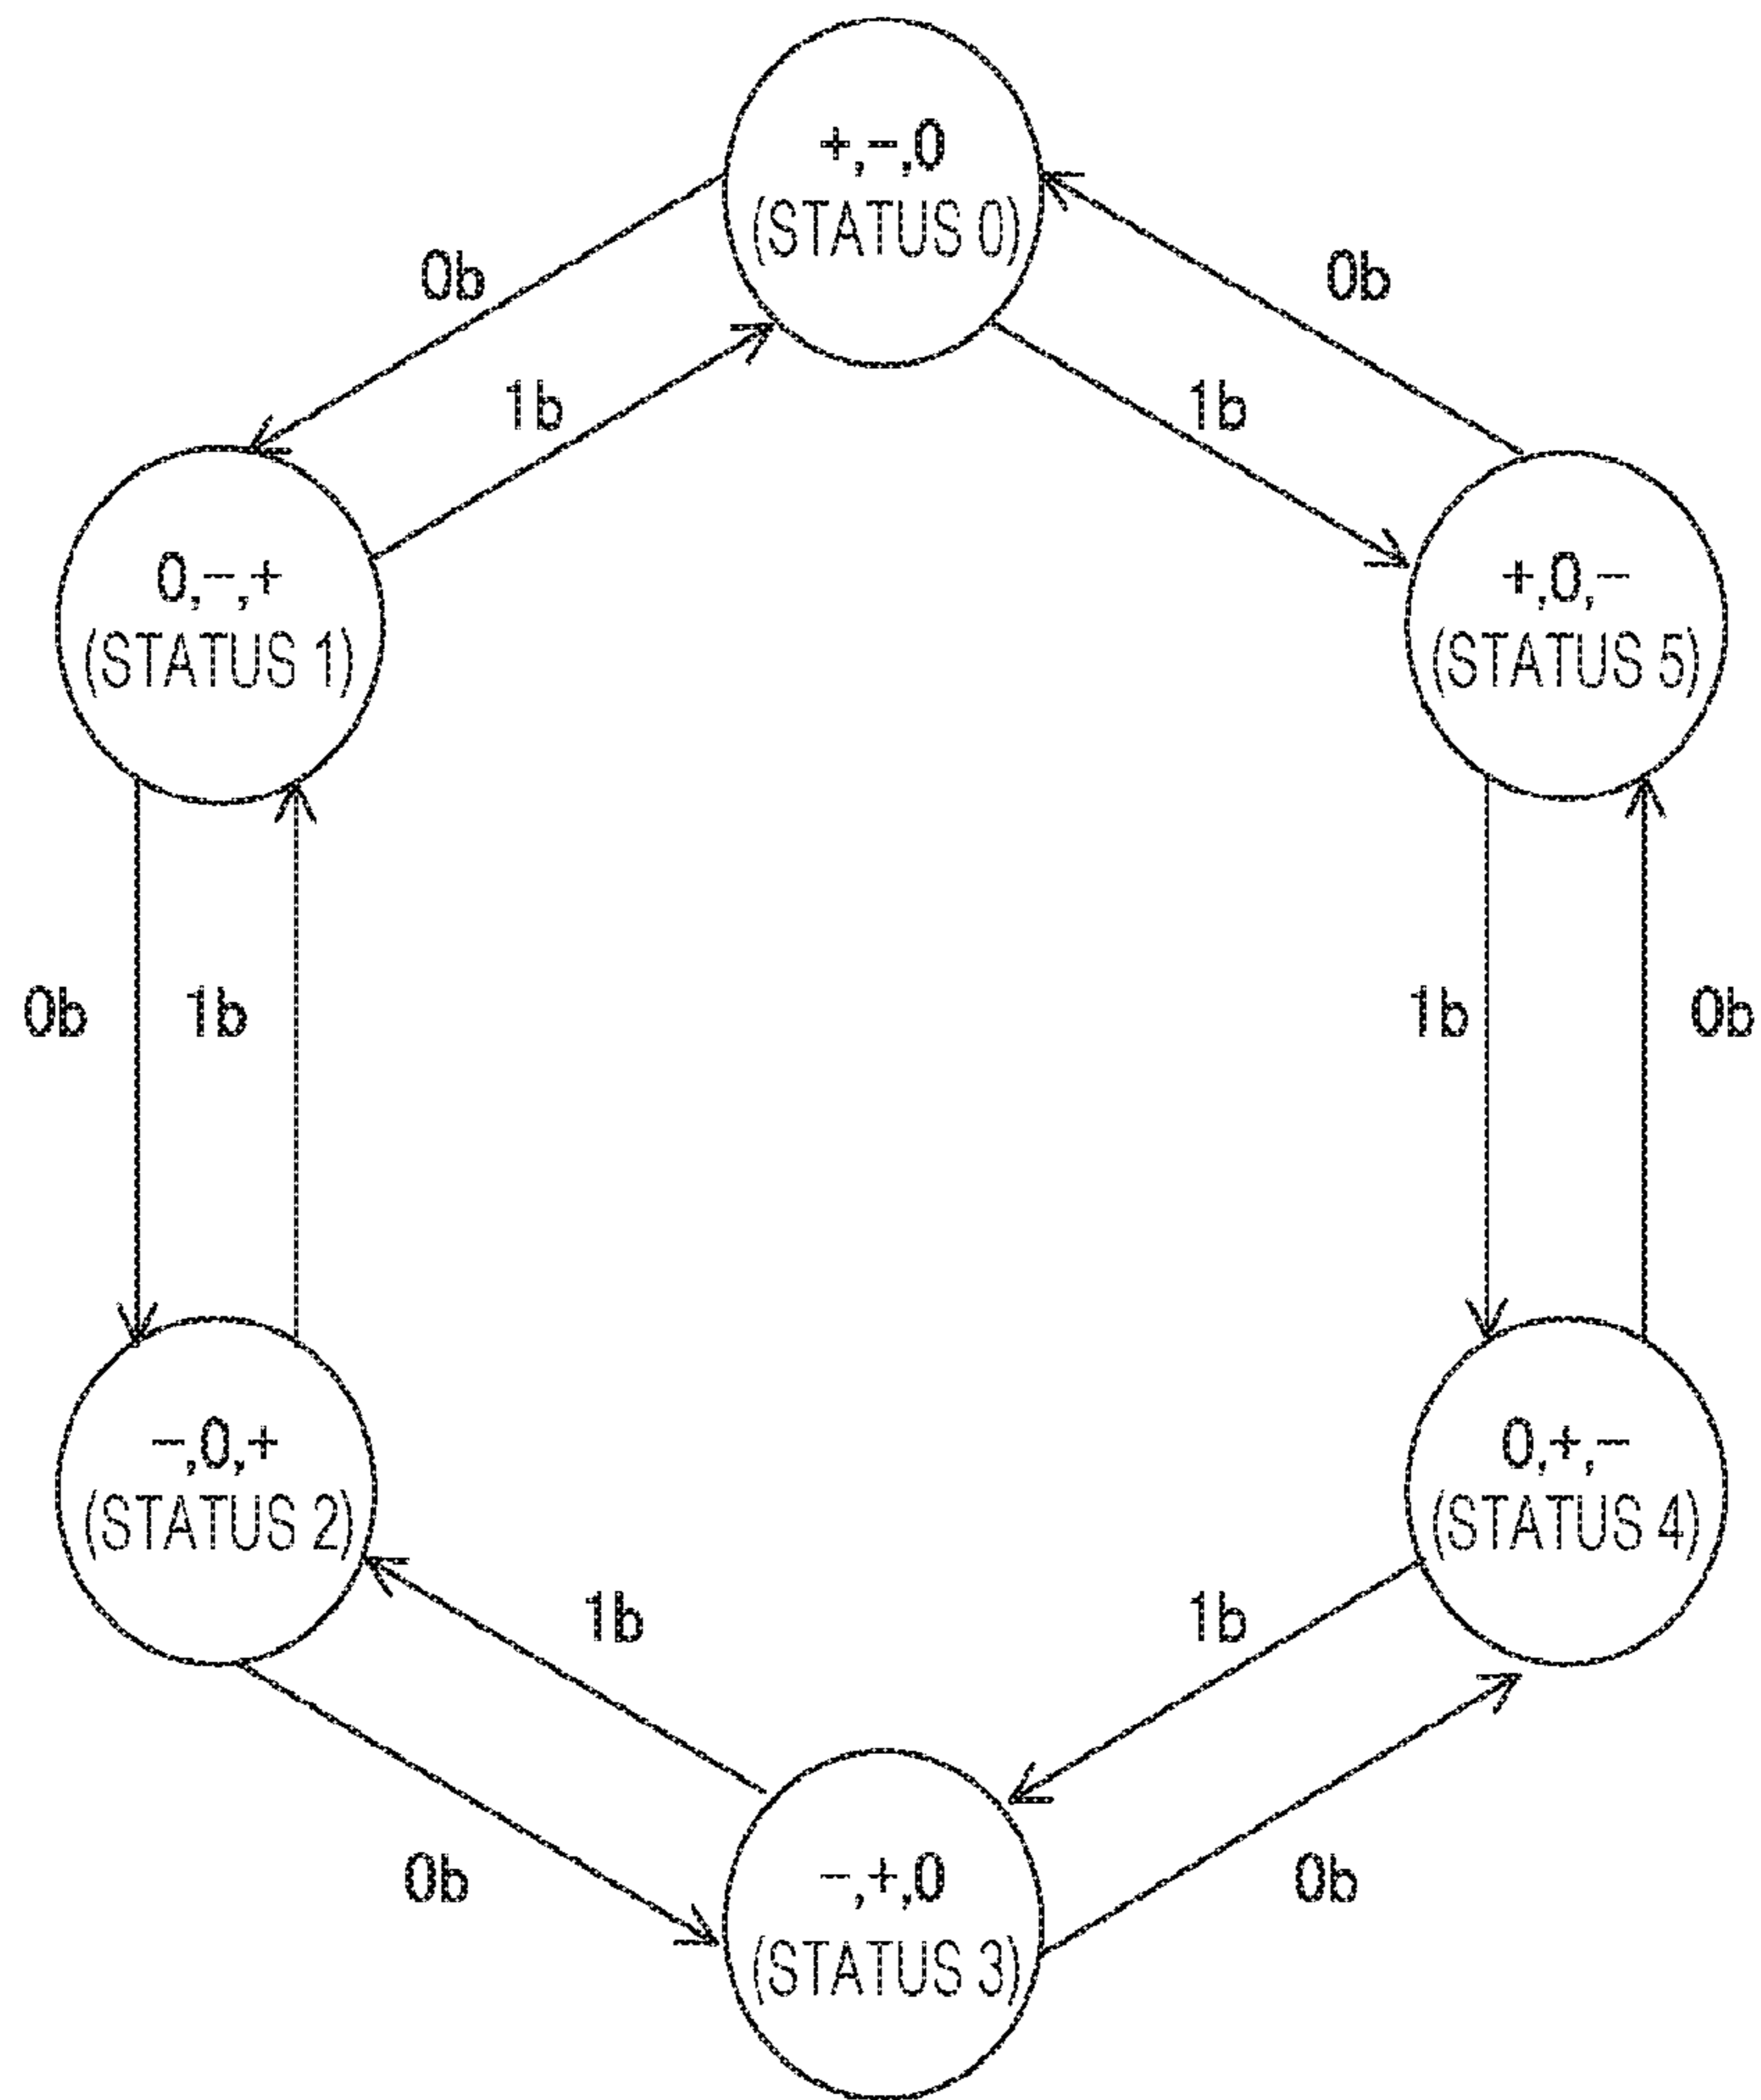 +,−,0
(STATUS 0)
0b
0b
1b
1b
0,−,+
(STATUS 1)
+,0,−
(STATUS 5)
0b
1b
1b
0b
−,0,+
(STATUS 2)
0,+,−
(STATUS 4)
1b
1b
0b
0b
−,+,0
(STATUS 3)